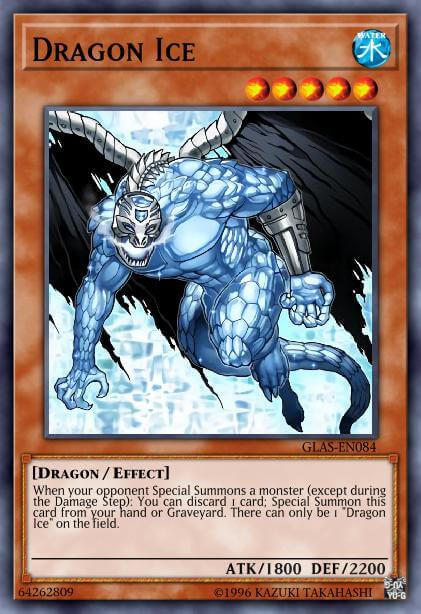 Dragon Ice
WATER
水
GLAS-EN084
[Dragon / Effect]
When your opponent Special Summons a monster (except during
the Damage Step): You can discard 1 card; Special Summon this
card from your hand or Graveyard. There can only be 1 "Dragon
Ice" on the field.
ATK/1800 DEF/2200
64262809
©1996 KAZUKI TAKAHASHI